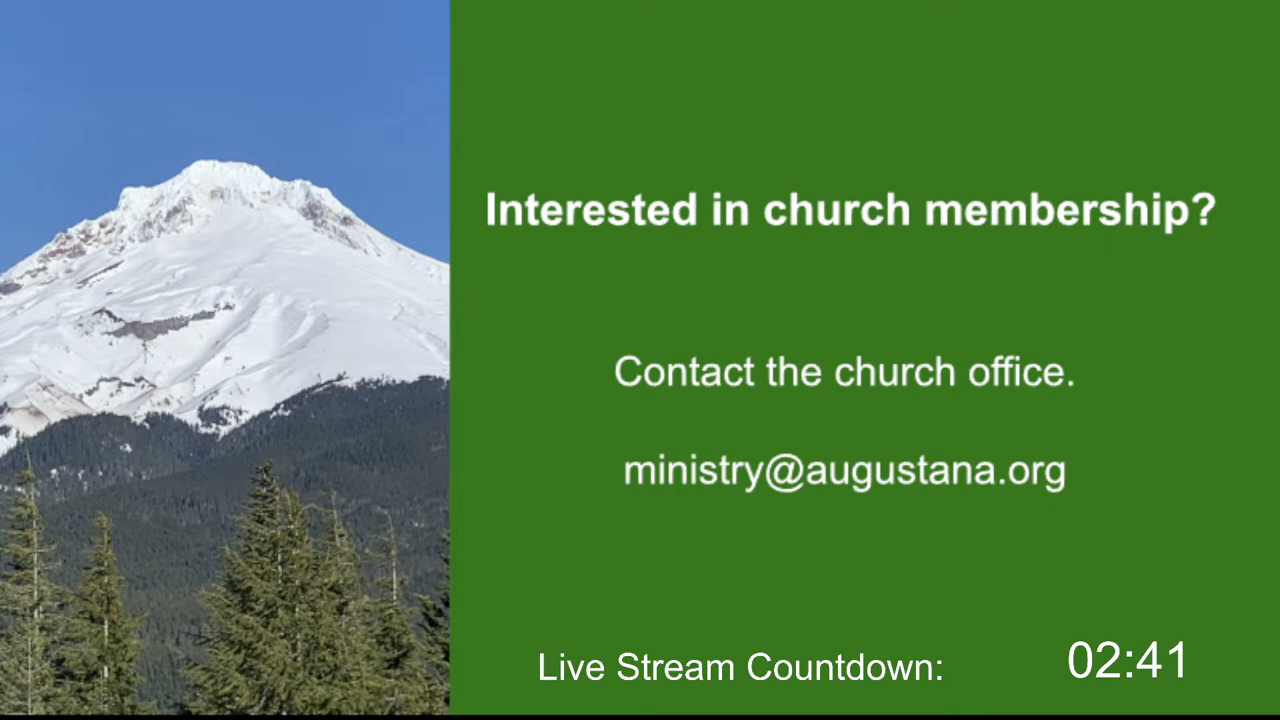 Interested in church membership?
Contact the church office.
ministry@augustana.org
Live Stream Countdown: 02:41